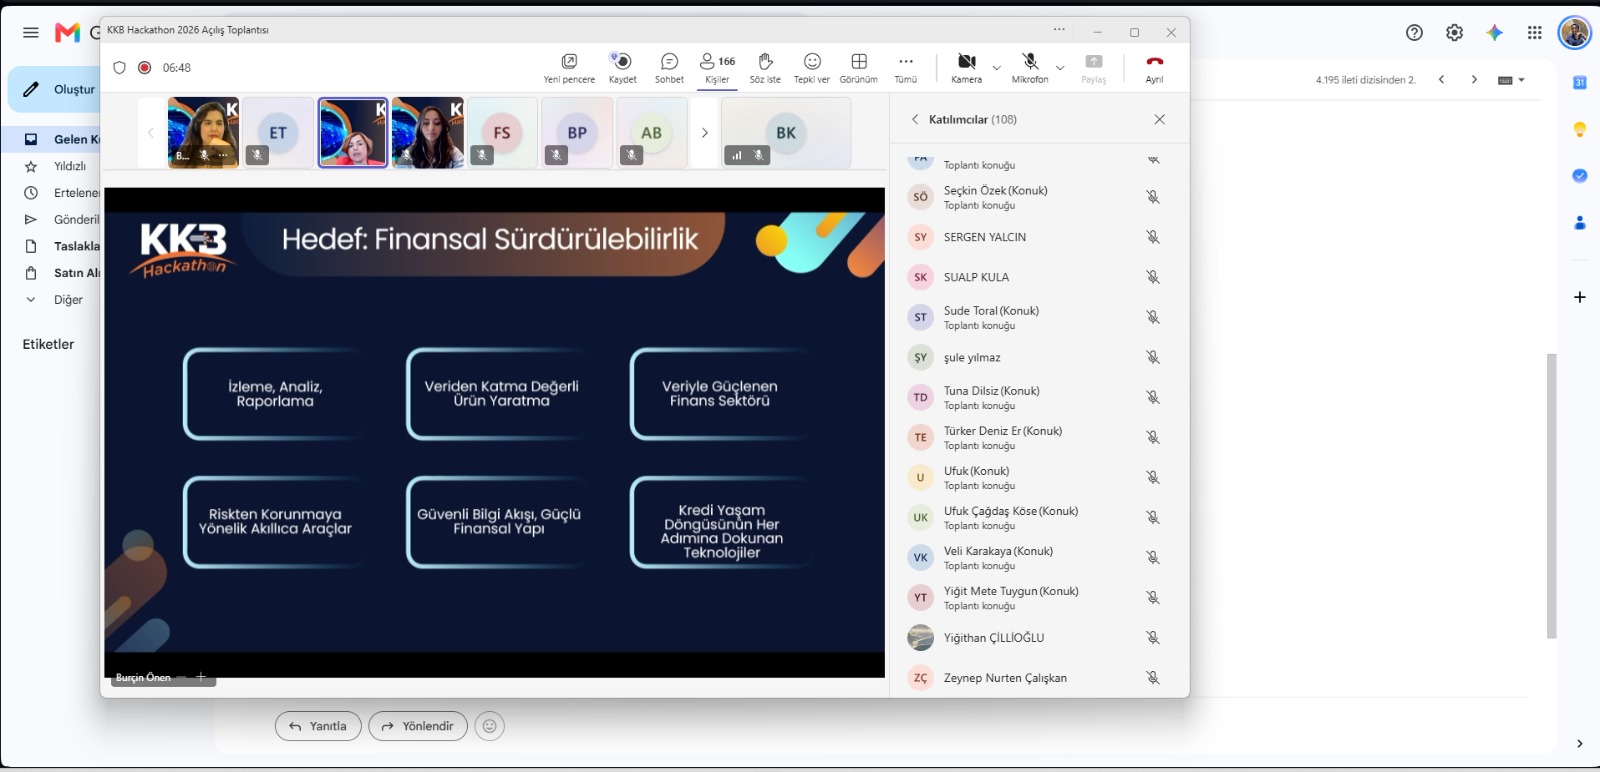 KKB Hackathon 2026 Açılış Toplantısı
06:48
Yeni pencere
Kaydet
Sohbet
166
Kişiler
Söz iste
Tepki ver
Görünüm
Tümü
Kamera
Mikrofon
Paylaş
Ayrıl
4.195 ileti dizisinden 2.
31
Oluştur
Gelen K
Yıldızlı
Ertelene
Gönderil
Taslakla
Satın Al
Diğer
Etiketler
B...
ET
FS
BP
AB
BK
KKB
Hackathon
Hedef: Finansal Sürdürülebilirlik
İzleme, Analiz,
Raporlama
Veriden Katma Değerli
Ürün Yaratma
Veriyle Güçlenen
Finans Sektörü
Riskten Korunmaya
Yönelik Akıllıca Araçlar
Güvenli Bilgi Akışı, Güçlü
Finansal Yapı
Kredi Yaşam
Döngüsünün Her
Adımına Dokunan
Teknolojiler
Burçin Önen
Katılımcılar (108)
Toplantı konuğu
SÖ
Seçkin Özek (Konuk)
Toplantı konuğu
SY
SERGEN YALCIN
SK
SUALP KULA
ST
Sude Toral (Konuk)
Toplantı konuğu
ŞY
şule yılmaz
TD
Tuna Dilsiz (Konuk)
Toplantı konuğu
TE
Türker Deniz Er (Konuk)
Toplantı konuğu
U
Ufuk (Konuk)
Toplantı konuğu
UK
Ufuk Çağdaş Köse (Konuk)
Toplantı konuğu
VK
Veli Karakaya (Konuk)
Toplantı konuğu
YT
Yiğit Mete Tuygun (Konuk)
Toplantı konuğu
Yiğithan ÇİLLİOĞLU
ZÇ
Zeynep Nurten Çalışkan
Yanıtla
Yönlendir